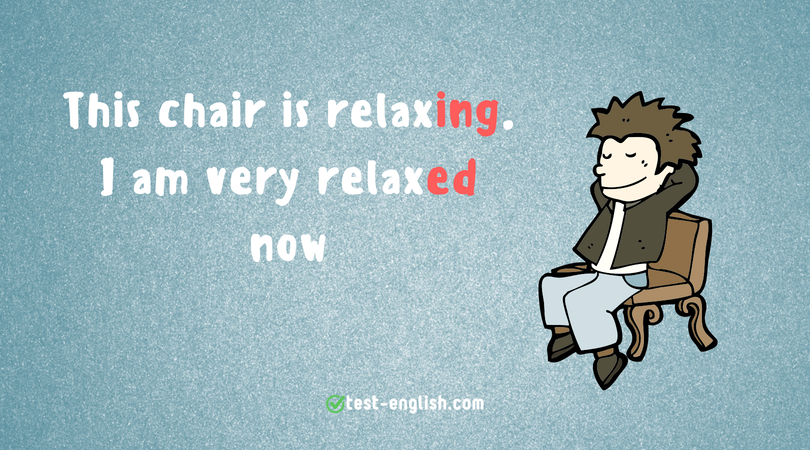 This chair is relaxing.
I am very relaxed
now
test-english.com